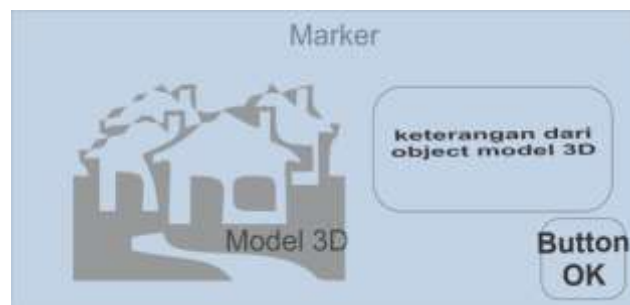 Marker
keterangan dari
object model 3D
Model 3D
Button
OK